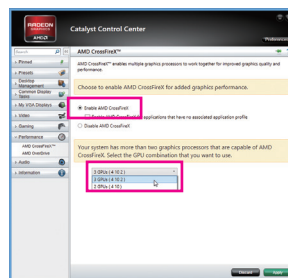 RADEON
GRAPHICS
AMD
Catalyst Control Center
Preferences
Search
AMD CrossFireX™
Pinned
Presets
Desktop
Management
Common Display
Tasks
My VGA Displays
Video
Gaming
Performance
AMD CrossFireX™
AMD OverDrive
Audio
Information
AMD CrossFireX™ enables multiple graphics processors to work together for improved graphics quality and
performance.
Choose to enable AMD CrossFireX for added graphics performance.
Enable AMD CrossFireX
Enable AMD CrossFireX for applications that have no associated application profile
Disable AMD CrossFireX
Your system has more than two graphics processors that are capable of AMD
CrossFireX. Select the GPU combination that you want to use.
3 GPUs ( 4 10 2 )
3 GPUs ( 4 10 2 )
2 GPUs ( 4 10 )
Discard
Apply